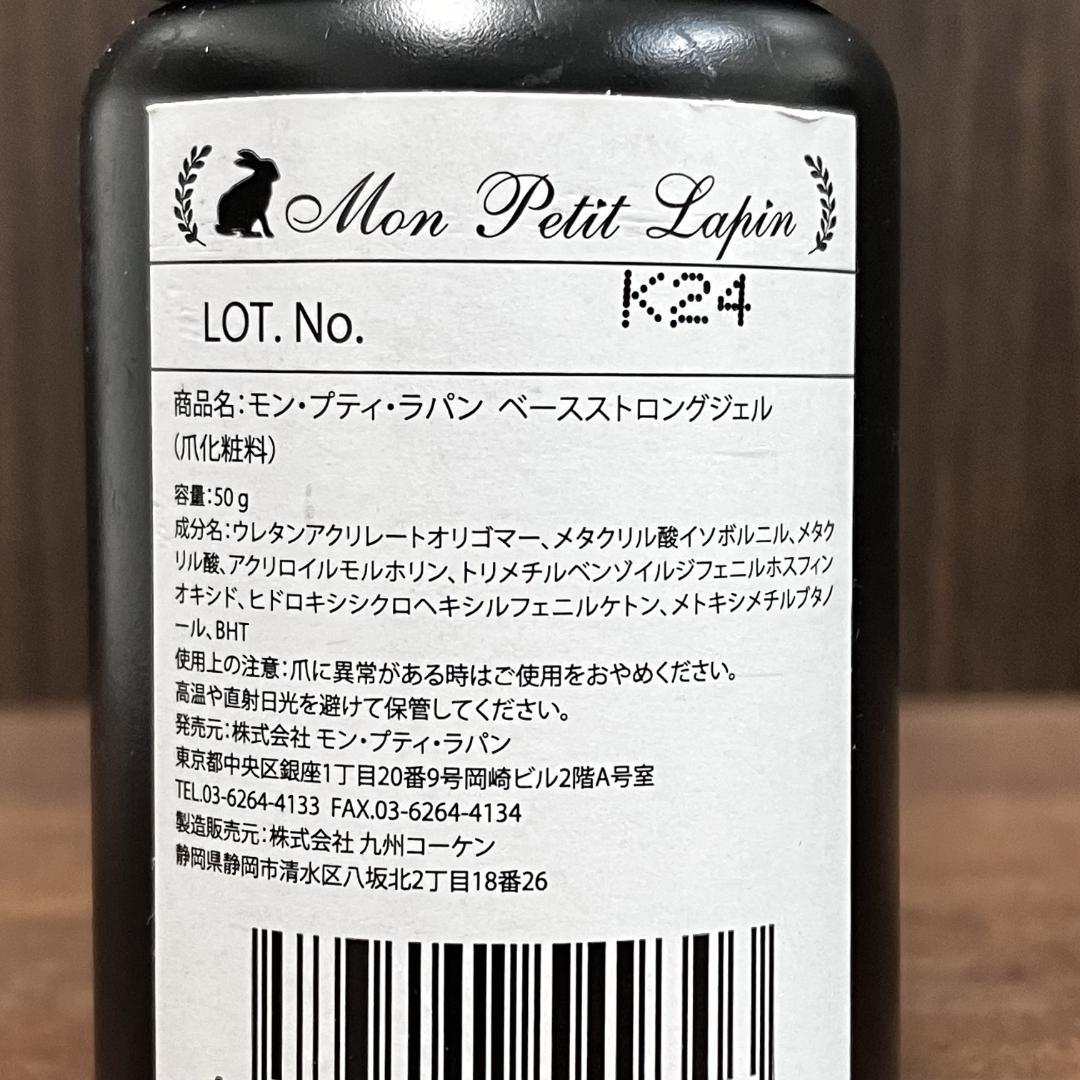 Mon Petit Lapin
LOT. No. K24
商品名:モン・プティ・ラパン ベースストロングジェル
(爪化粧料)
容量:50g
成分名:ウレタンアクリレートオリゴマー、メタクリル酸イソボルニル、メタク
リル酸、アクリロイルモルホリン、トリメチルベンゾイルジフェニルホスフィン
オキシド、ヒドロキシシクロヘキシルフェニルケトン、メトキシメチルブタノ
ール、BHT
使用上の注意:爪に異常がある時はご使用をおやめください。
高温や直射日光を避けて保管してください。
発売元:株式会社 モン・プティ・ラパン
東京都中央区銀座1丁目20番9号岡崎ビル2階A号室
TEL.03-6264-4133 FAX.03-6264-4134
製造販売元:株式会社 九州コーケン
静岡県静岡市清水区八坂北2丁目18番26